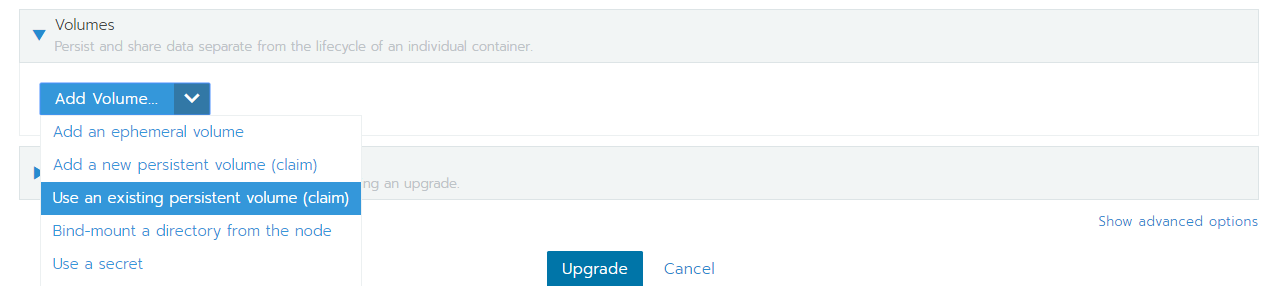 Volumes
Persist and share data separate from the lifecycle of an individual container.
Add Volume...
Add an ephemeral volume
Add a new persistent volume (claim)
Use an existing persistent volume (claim)
ng an upgrade.
Bind-mount a directory from the node
Show advanced options
Use a secret
Upgrade Cancel